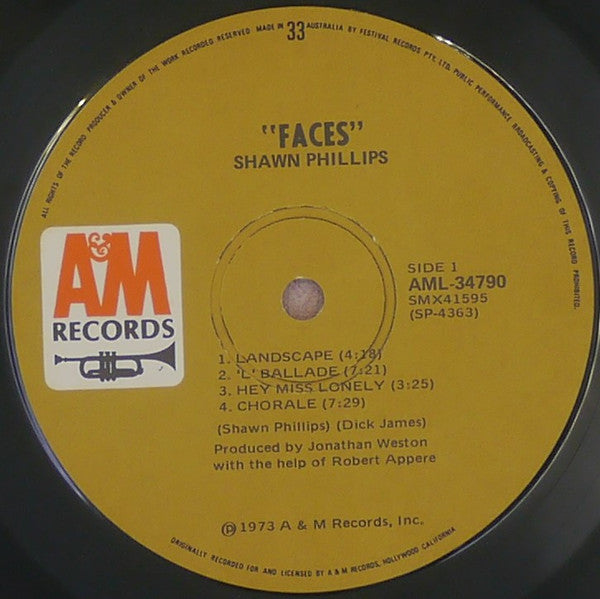 ALL RIGHTS OF THE RECORD PRODUCER & OWNER OF THE WORK RECORDED RESERVED MADE IN AUSTRALIA BY FESTIVAL RECORDS PTY. LTD. PUBLIC PERFORMANCE BROADCASTING & COPYING OF THIS RECORD PROHIBITED.
33
"FACES"
SHAWN PHILLIPS
A&M
RECORDS
SIDE 1
AML-34790
SMX41595
(SP-4363)
1. LANDSCAPE (4:18)
2. 'L' BALLADE (7:21)
3. HEY MISS LONELY (3:25)
4. CHORALE (7:29)
(Shawn Phillips) (Dick James)
Produced by Jonathan Weston
with the help of Robert Appere
℗ 1973 A & M Records, Inc.
ORIGINALLY RECORDED FOR AND LICENSED BY A & M RECORDS, HOLLYWOOD CALIFORNIA